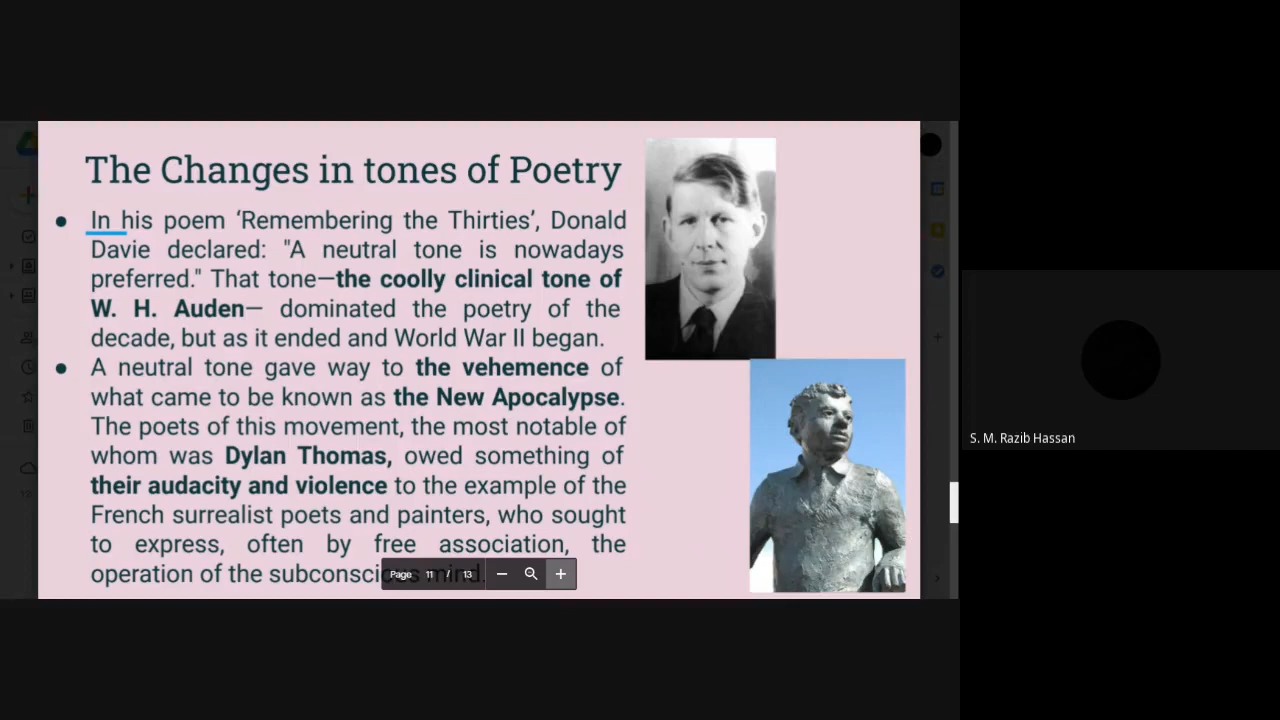 The Changes in tones of Poetry
● In his poem ‘Remembering the Thirties’, Donald
Davie declared: "A neutral tone is nowadays
preferred." That tone—the coolly clinical tone of
W. H. Auden— dominated the poetry of the
decade, but as it ended and World War II began.
● A neutral tone gave way to the vehemence of
what came to be known as the New Apocalypse.
The poets of this movement, the most notable of
whom was Dylan Thomas, owed something of
their audacity and violence to the example of the
French surrealist poets and painters, who sought
to express, often by free association, the
operation of the subconscious mind.
Page 11 / 13
S. M. Razib Hassan